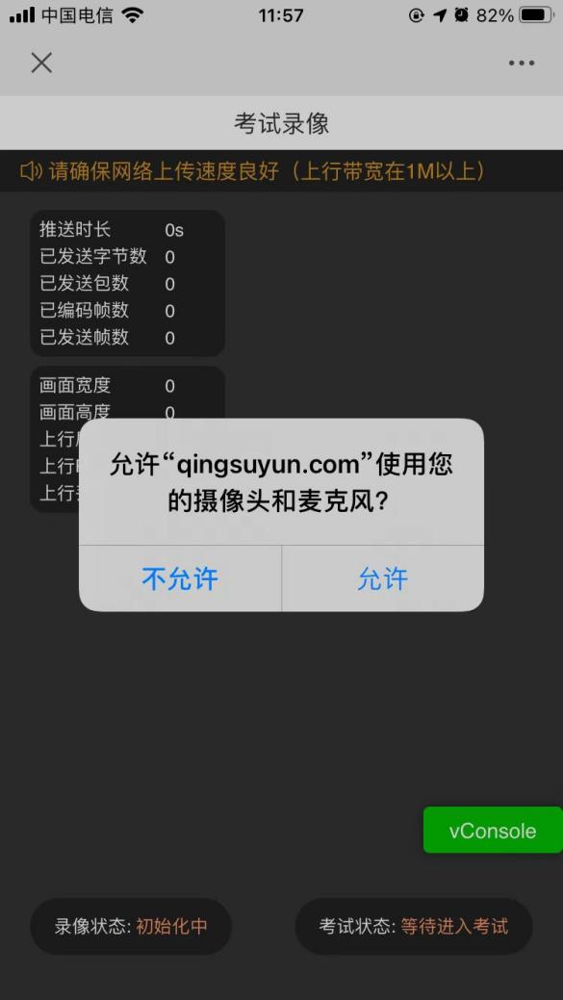 中国电信 11:57 82%
考试录像
请确保网络上传速度良好（上行带宽在1M以上）
推送时长 0s
已发送字节数 0
已发送包数 0
已编码帧数 0
已发送帧数 0
画面宽度 0
画面高度 0
上行
上行
上行
允许“qingsuyun.com”使用您
的摄像头和麦克风？
不允许 允许
vConsole
录像状态: 初始化中 考试状态: 等待进入考试